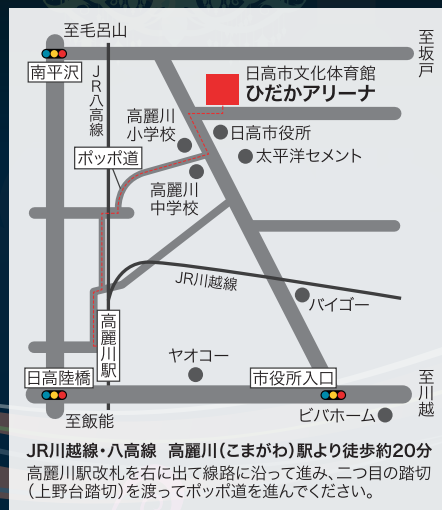 至毛呂山
至坂戸
南平沢
JR八高線
日高市文化体育館
ひだかアリーナ
高麗川
小学校
日高市役所
太平洋セメント
ポッポ道
高麗川
中学校
JR川越線
バイゴー
高麗川駅
ヤオコー
日高陸橋
市役所入口
至川越
至飯能
ビバホーム
JR川越線・八高線 高麗川(こまがわ)駅より徒歩約20分
高麗川駅改札を右に出て線路に沿って進み、二つ目の踏切
(上野台踏切)を渡ってポッポ道を進んでください。